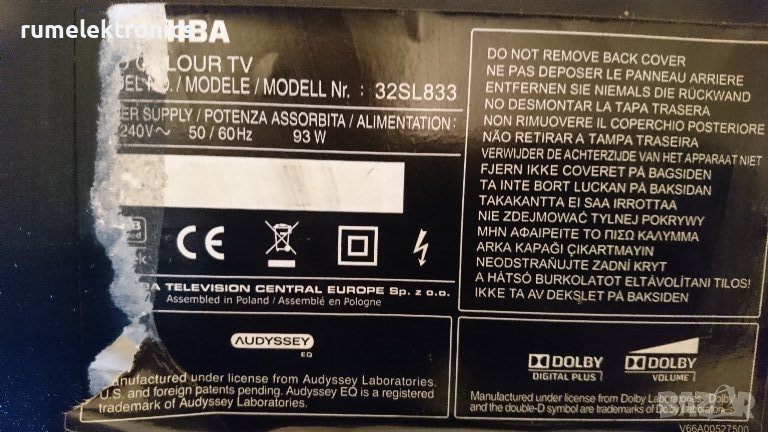 rumelektronics
HIBA
COLOUR TV
MODELE / MODELL Nr. : 32SL833
SUPPLY / POTENZA ASSORBITA / ALIMENTATION:
240V~ 50 / 60Hz 93 W
CE
TELEVISION CENTRAL EUROPE Sp. z o.o.
Assembled in Poland / Assemblé en Pologne
AUDYSSEY
EQ
Manufactured under license from Audyssey Laboratories.
U.S. and foreign patents pending. Audyssey EQ is a registered
trademark of Audyssey Laboratories.
DO NOT REMOVE BACK COVER
NE PAS DEPOSER LE PANNEAU ARRIERE
ENTFERNEN SIE NIEMALS DIE RÜCKWAND
NO DESMONTAR LA TAPA TRASERA
NON RIMUOVERE IL COPERCHIO POSTERIORE
NÃO RETIRAR A TAMPA TRASEIRA
VERWIJDER DE ACHTERZIJDE VAN HET APPARAAT NIET
FJERN IKKE COVERET PÅ BAGSIDEN
TA INTE BORT LUCKAN PÅ BAKSIDAN
TAKAKANTTA EI SAA IRROTTAA
NIE ZDEJMOWAĆ TYLNEJ POKRYWY
ΜΗΝ ΑΦΑΙΡΕΙΤΕ ΤΟ ΠΙΣΩ ΚΑΛΥΜΜΑ
ARKA KAPAĞI ÇIKARTMAYIN
NEODSTRAŇUJTE ZADNÍ KRYT
A HÁTSÓ BURKOLATOT ELTÁVOLÍTANI TILOS!
IKKE TA AV DEKSLET PÅ BAKSIDEN
DOLBY
DIGITAL PLUS
DOLBY
VOLUME
Manufactured under license from Dolby Laboratories. "Dolby"
and the double-D symbol are trademarks of Dolby Laboratories.
V66A00527500